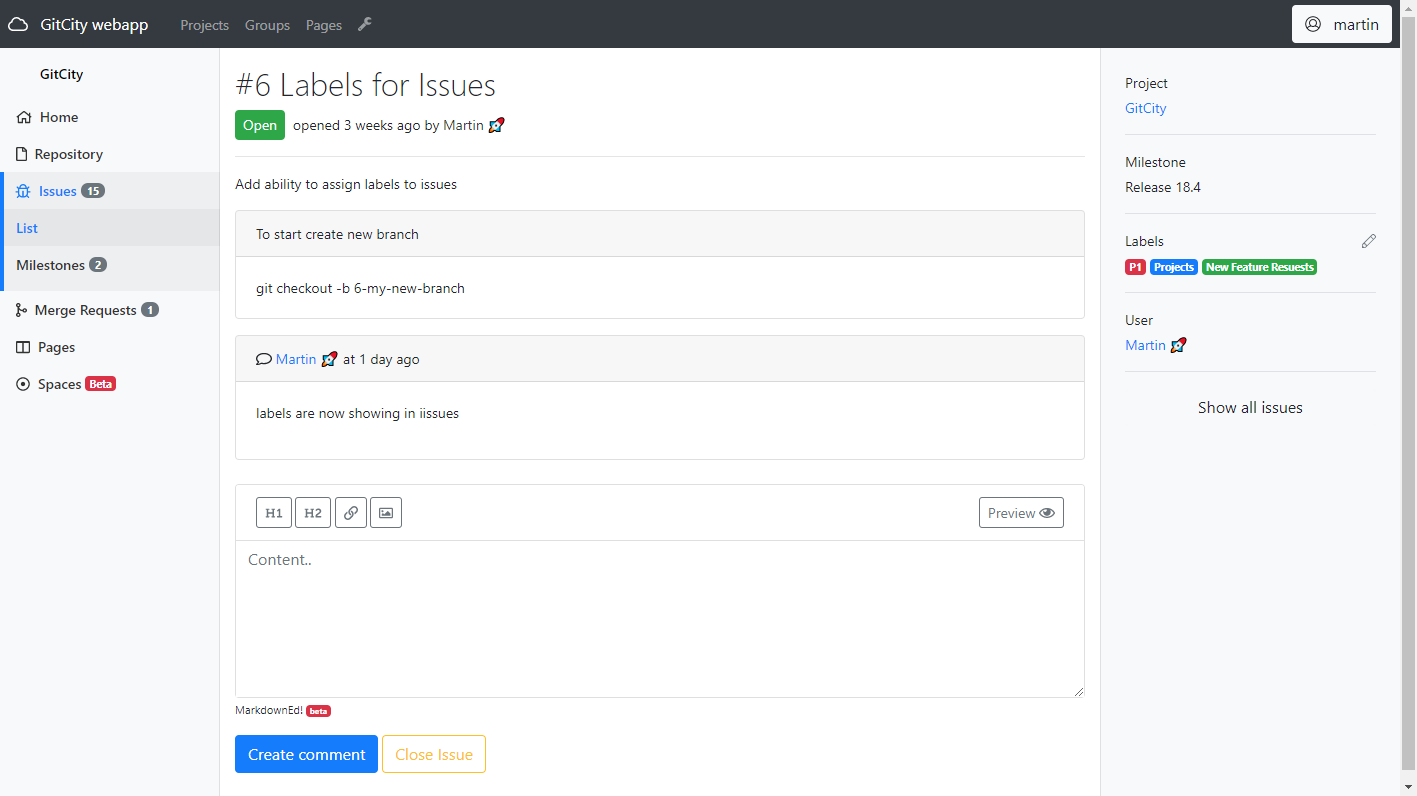 GitCity webapp Projects Groups Pages martin
GitCity
Home
Repository
Issues 15
List
Milestones 2
Merge Requests 1
Pages
Spaces Beta
#6 Labels for Issues
Open opened 3 weeks ago by Martin 🚀
Add ability to assign labels to issues
To start create new branch
git checkout -b 6-my-new-branch
Martin 🚀 at 1 day ago
labels are now showing in iissues
H1 H2 Preview
Content..
MarkdownEd! beta
Create comment Close Issue
Project
GitCity
Milestone
Release 18.4
Labels
P1 Projects New Feature Resuests
User
Martin 🚀
Show all issues